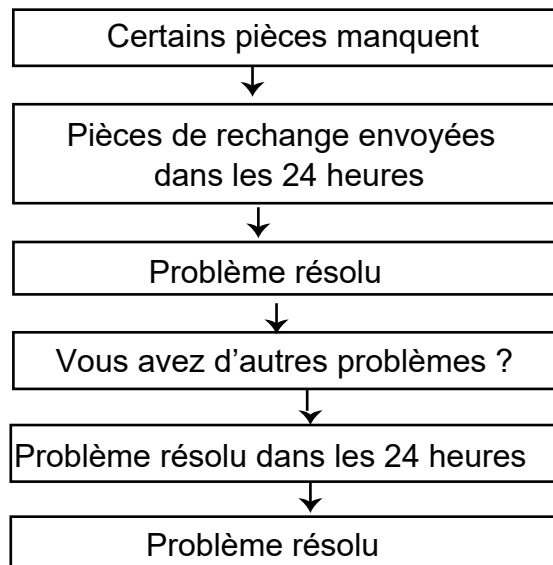 Certains pièces manquent
Pièces de rechange envoyées
dans les 24 heures
Problème résolu
Vous avez d’autres problèmes ?
Problème résolu dans les 24 heures
Problème résolu